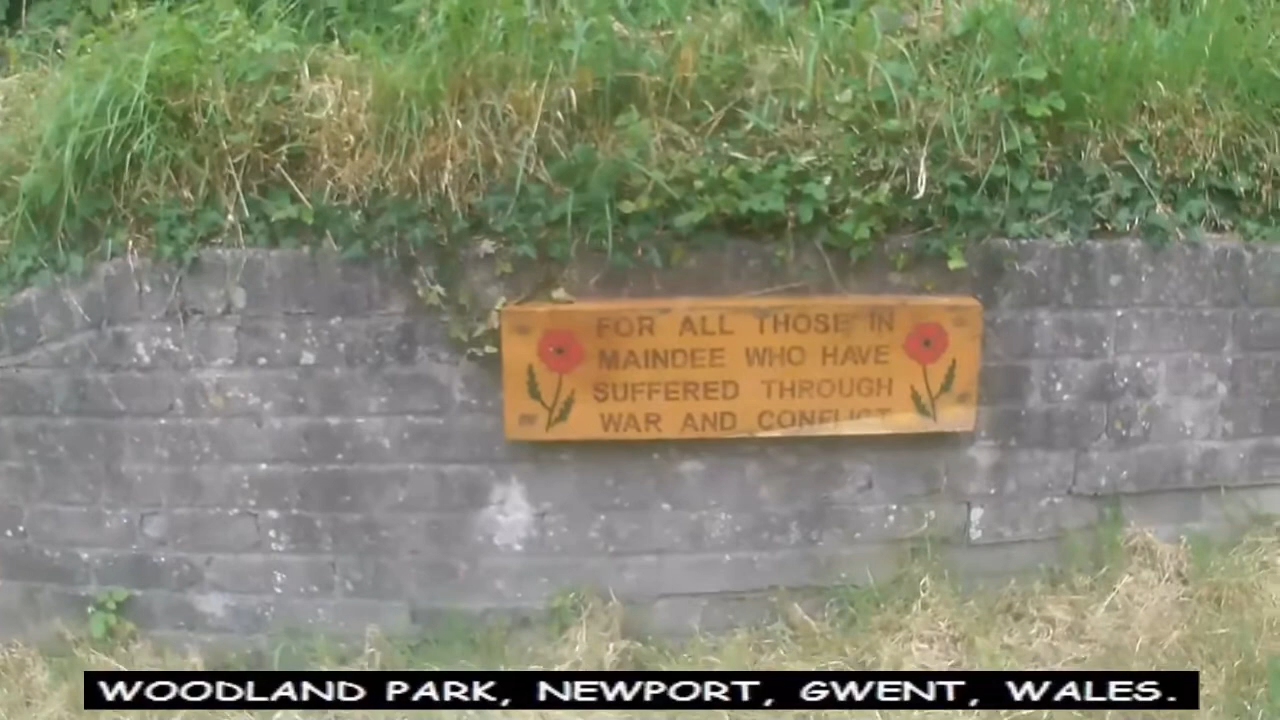 FOR ALL THOSE IN
MAINDEE WHO HAVE
SUFFERED THROUGH
WAR AND CONFLICT
WOODLAND PARK, NEWPORT, GWENT, WALES.